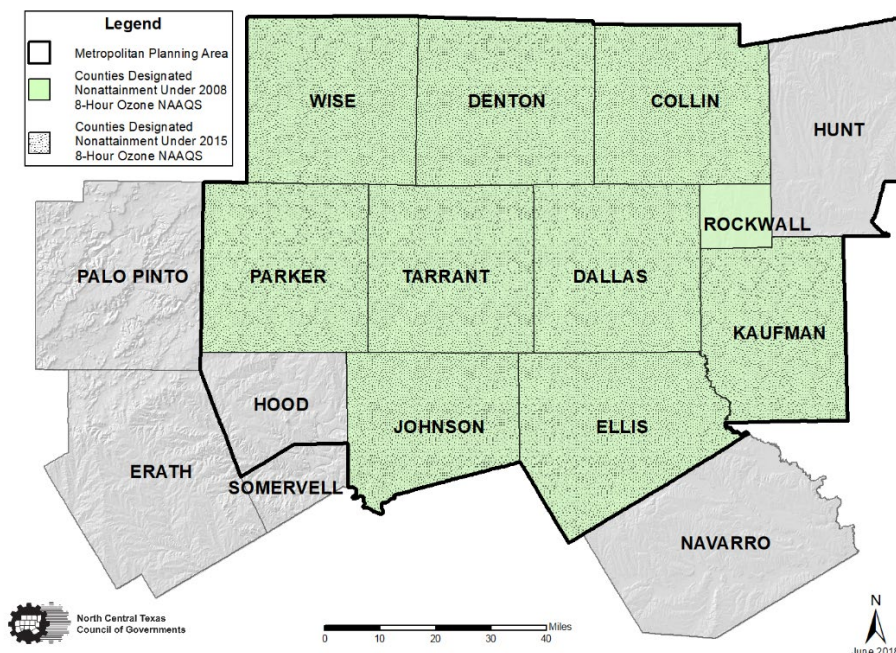 Legend
Metropolitan Planning Area
Counties Designated
Nonattainment Under 2008
8-Hour Ozone NAAQS
Counties Designated
Nonattainment Under 2015
8-Hour Ozone NAAQS
WISE
DENTON
COLLIN
HUNT
ROCKWALL
PALO PINTO
PARKER
TARRANT
DALLAS
KAUFMAN
HOOD
JOHNSON
ELLIS
ERATH
SOMERVELL
NAVARRO
North Central Texas
Council of Governments
Miles
0 10 20 30 40
N
June